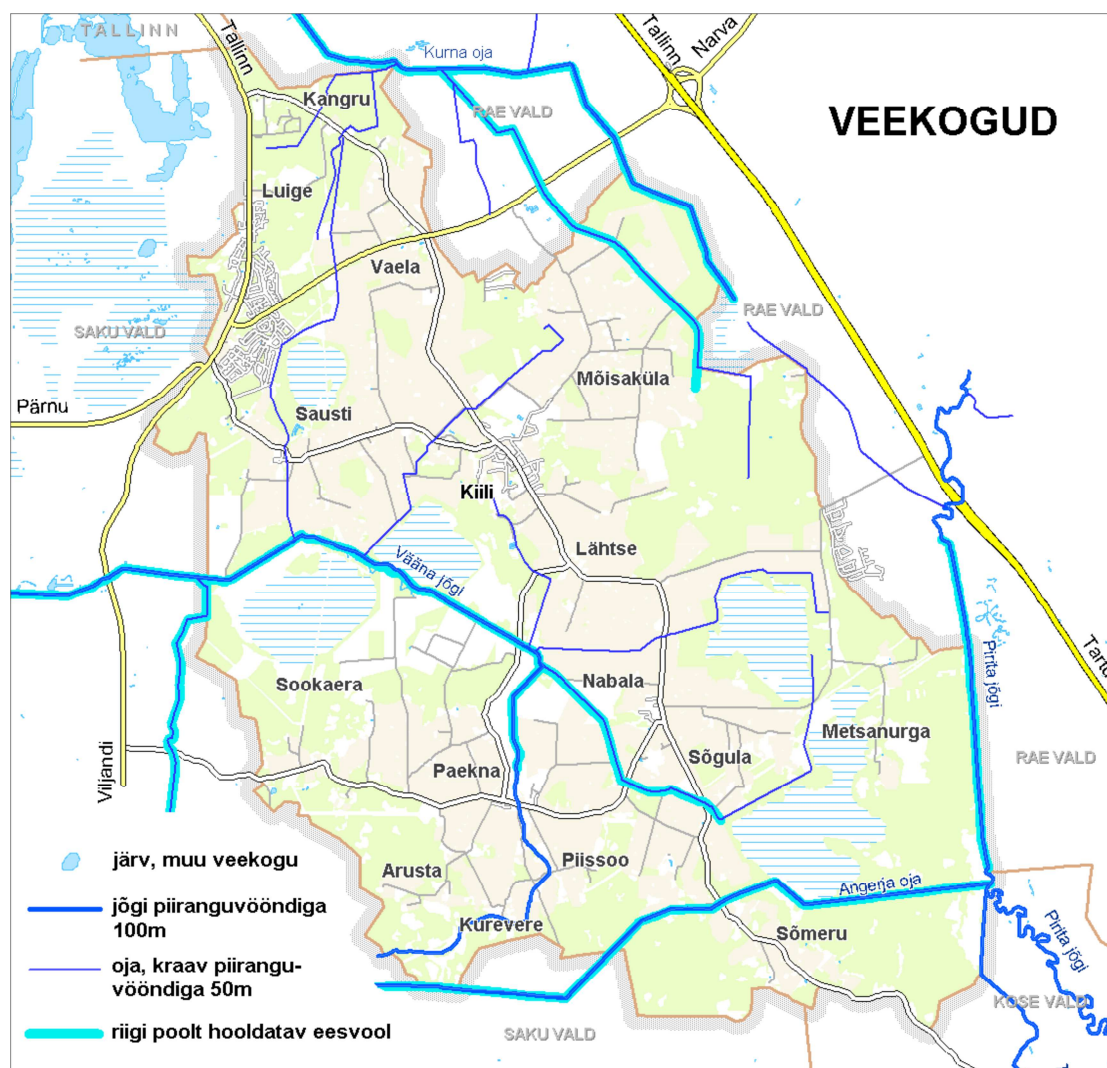 TALLINN
Tallinn
Kurna oja
Tallinn
Narva
VEEKOGUD
Kangru
RAE VALD
Luige
Vaela
SAKU VALD
RAE VALD
Mõisaküla
Pärnu
Sausti
Kiili
Lähtse
Vääna jõgi
Pirita jõgi
Tartu
Sookaera
Nabala
Metsanurga
Sõgula
RAE VALD
Viljandi
Paekna
Piissoo
Arusta
Angerja oja
Kurevere
Sõmeru
Pirita jõgi
KOSE VALD
SAKU VALD
järv, muu veekogu
jõgi piiranguvööndiga
100m
oja, kraav piirangu-
vööndiga 50m
riigi poolt hooldatav eesvool